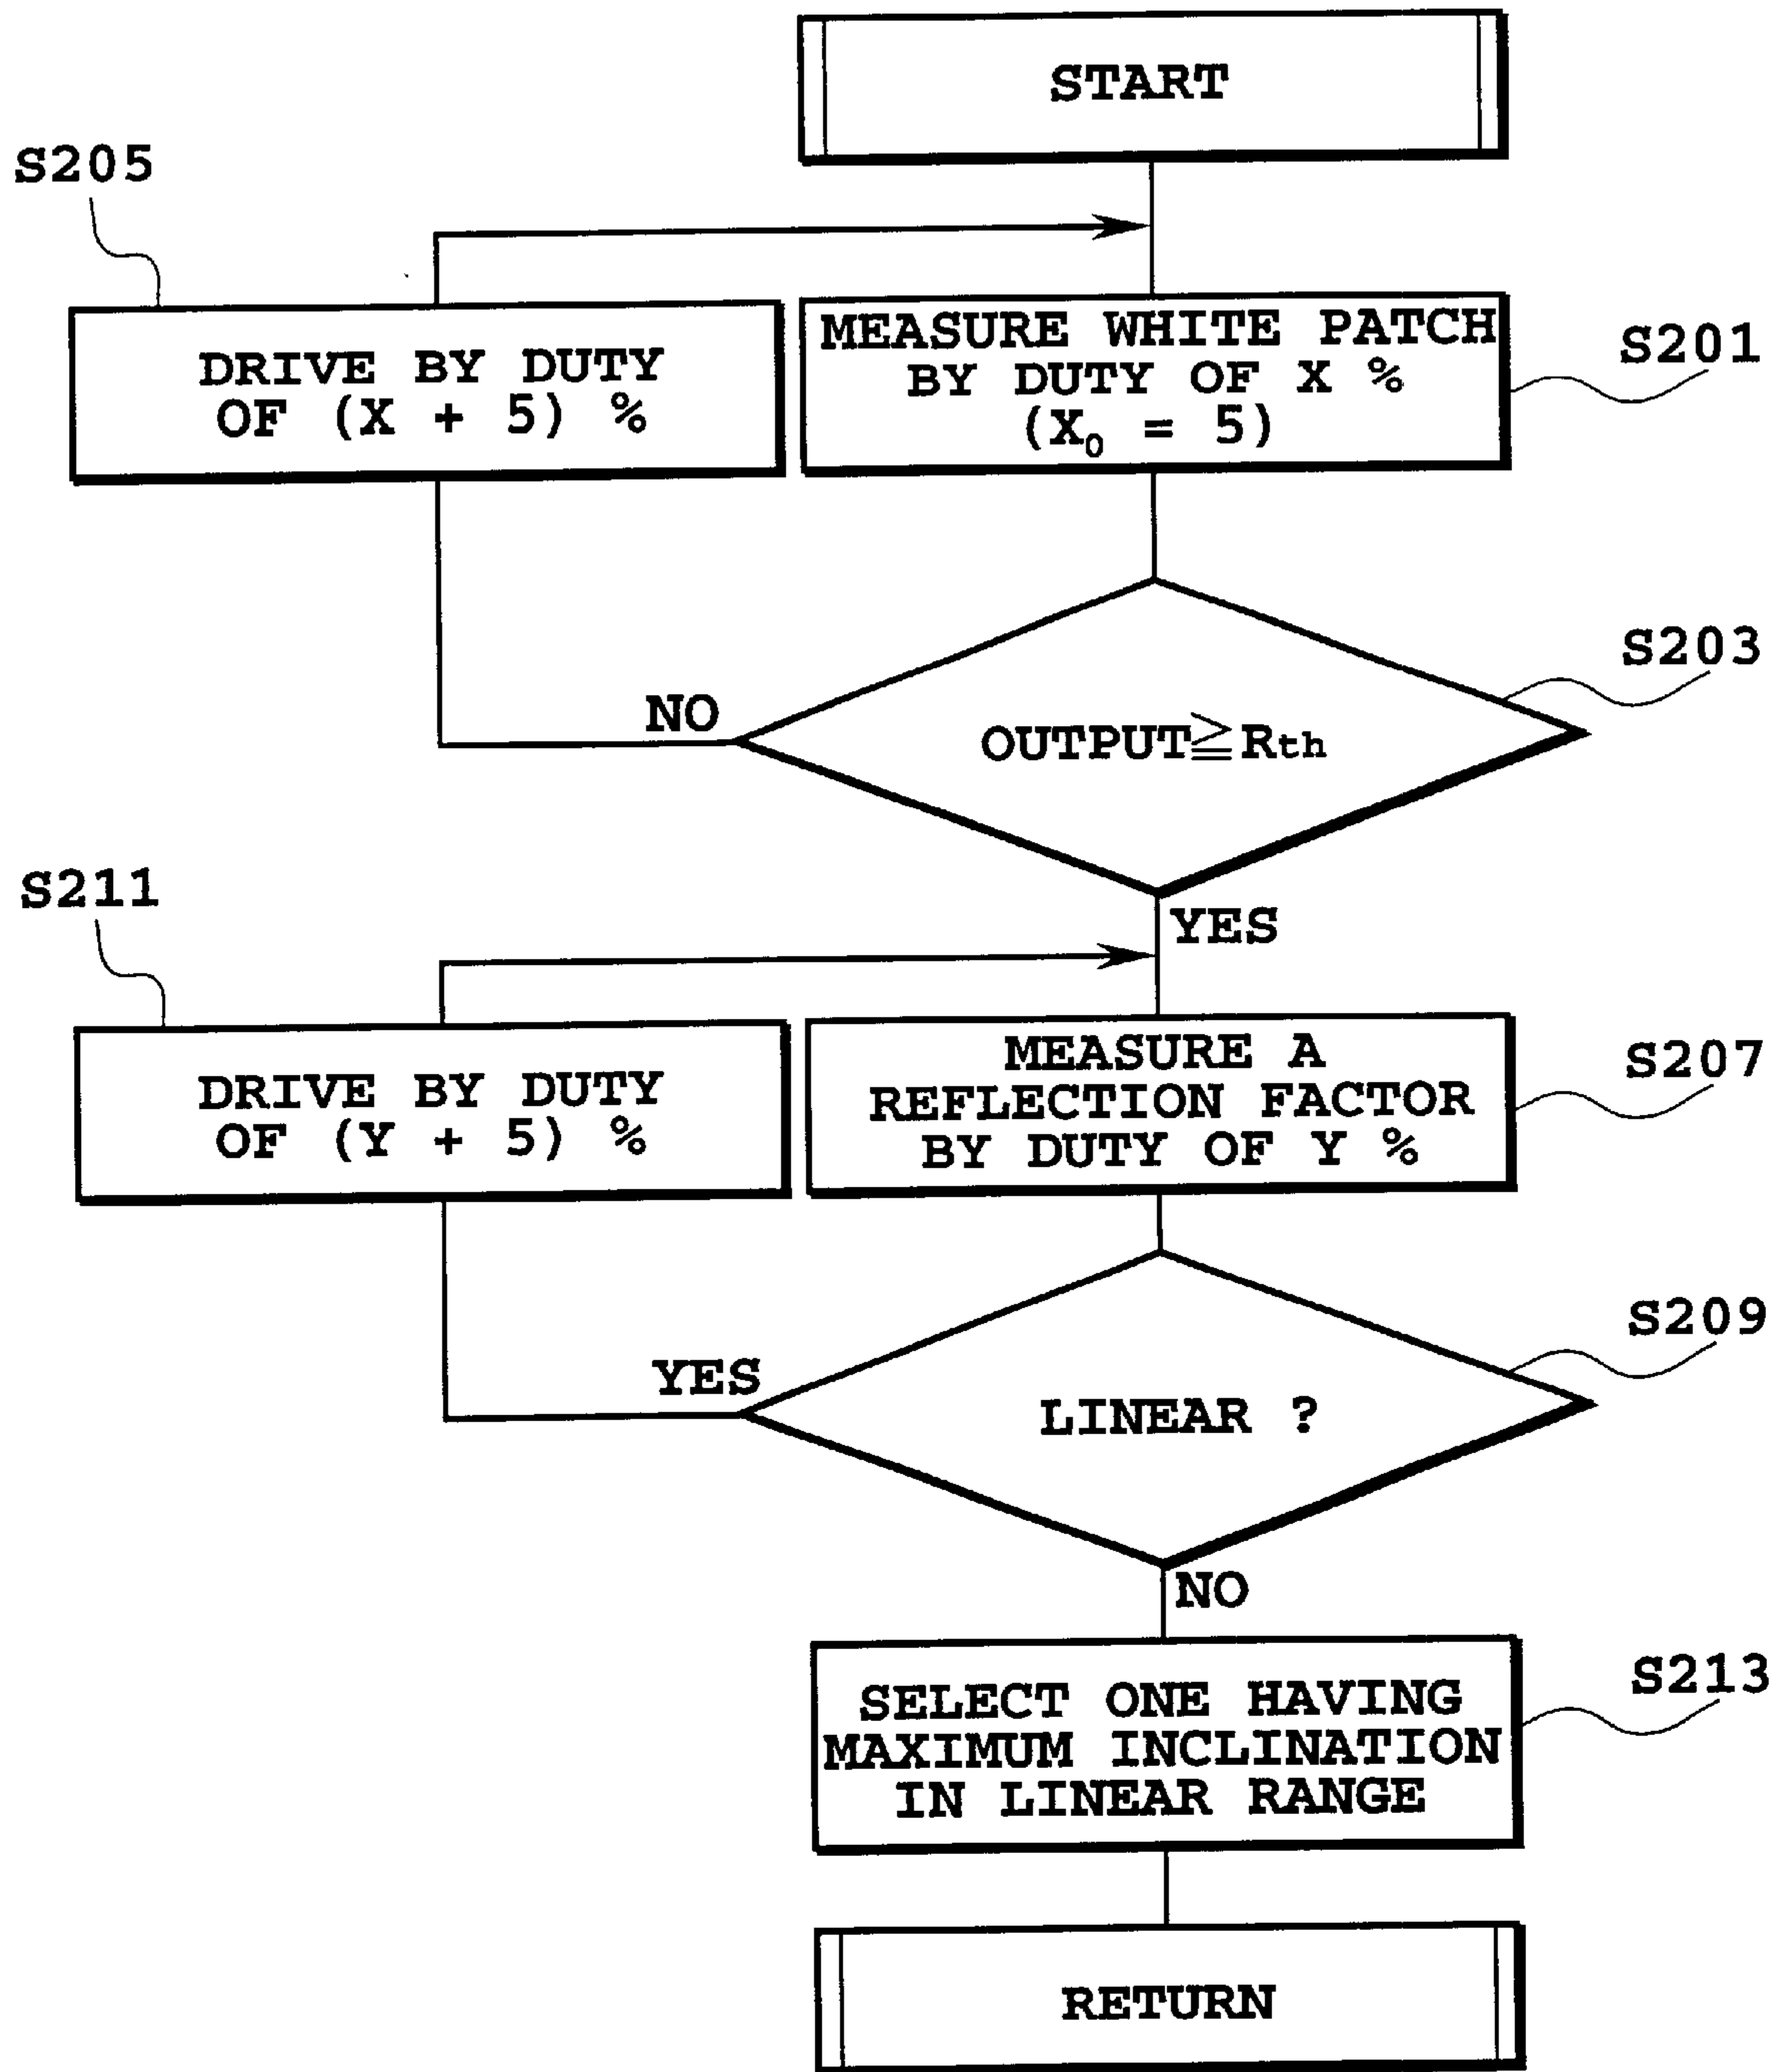 START
S205
DRIVE BY DUTY
OF (X + 5) %
MEASURE WHITE PATCH
BY DUTY OF X %
(X₀ = 5)
S201
S203
NO
OUTPUT≧Rth
YES
S211
DRIVE BY DUTY
OF (Y + 5) %
MEASURE A
REFLECTION FACTOR
BY DUTY OF Y %
S207
S209
YES
LINEAR ?
NO
SELECT ONE HAVING
MAXIMUM INCLINATION
IN LINEAR RANGE
S213
RETURN